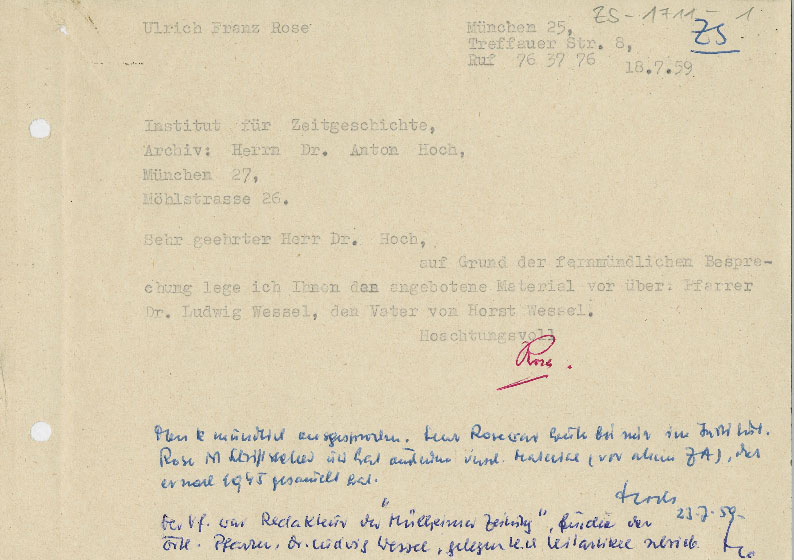 ZS-1711-1
Ulrich Franz Rose
München 25,
ZS
Treffauer Str. 8,
Ruf 76 37 76
18.7.59
Institut für Zeitgeschichte,
Archiv: Herrn Dr. Anton Hoch,
München 27,
Möhlstrasse 26.
Sehr geehrter Herr Dr. Hoch,
auf Grund der fernmündlichen Bespre-
chung lege ich Ihnen das angebotene Material vor über: Pfarrer
Dr. Ludwig Wessel, den Vater von Horst Wessel.
Hoachtungsvoll
Rose.
Dank mündlich ausgesprochen. Herr Rose war heute bei mir im Institut.
Rose ist Schriftsteller und hat Material (vor allem ZA), das
er nach 1945 gesammelt hat.
Hoch
23.7.59
Der Vf. war Redakteur der "Mülheimer Zeitung", für die der
Pfarrer, Dr. Ludwig Wessel, gelegentlich Leitartikel schrieb.
Ho